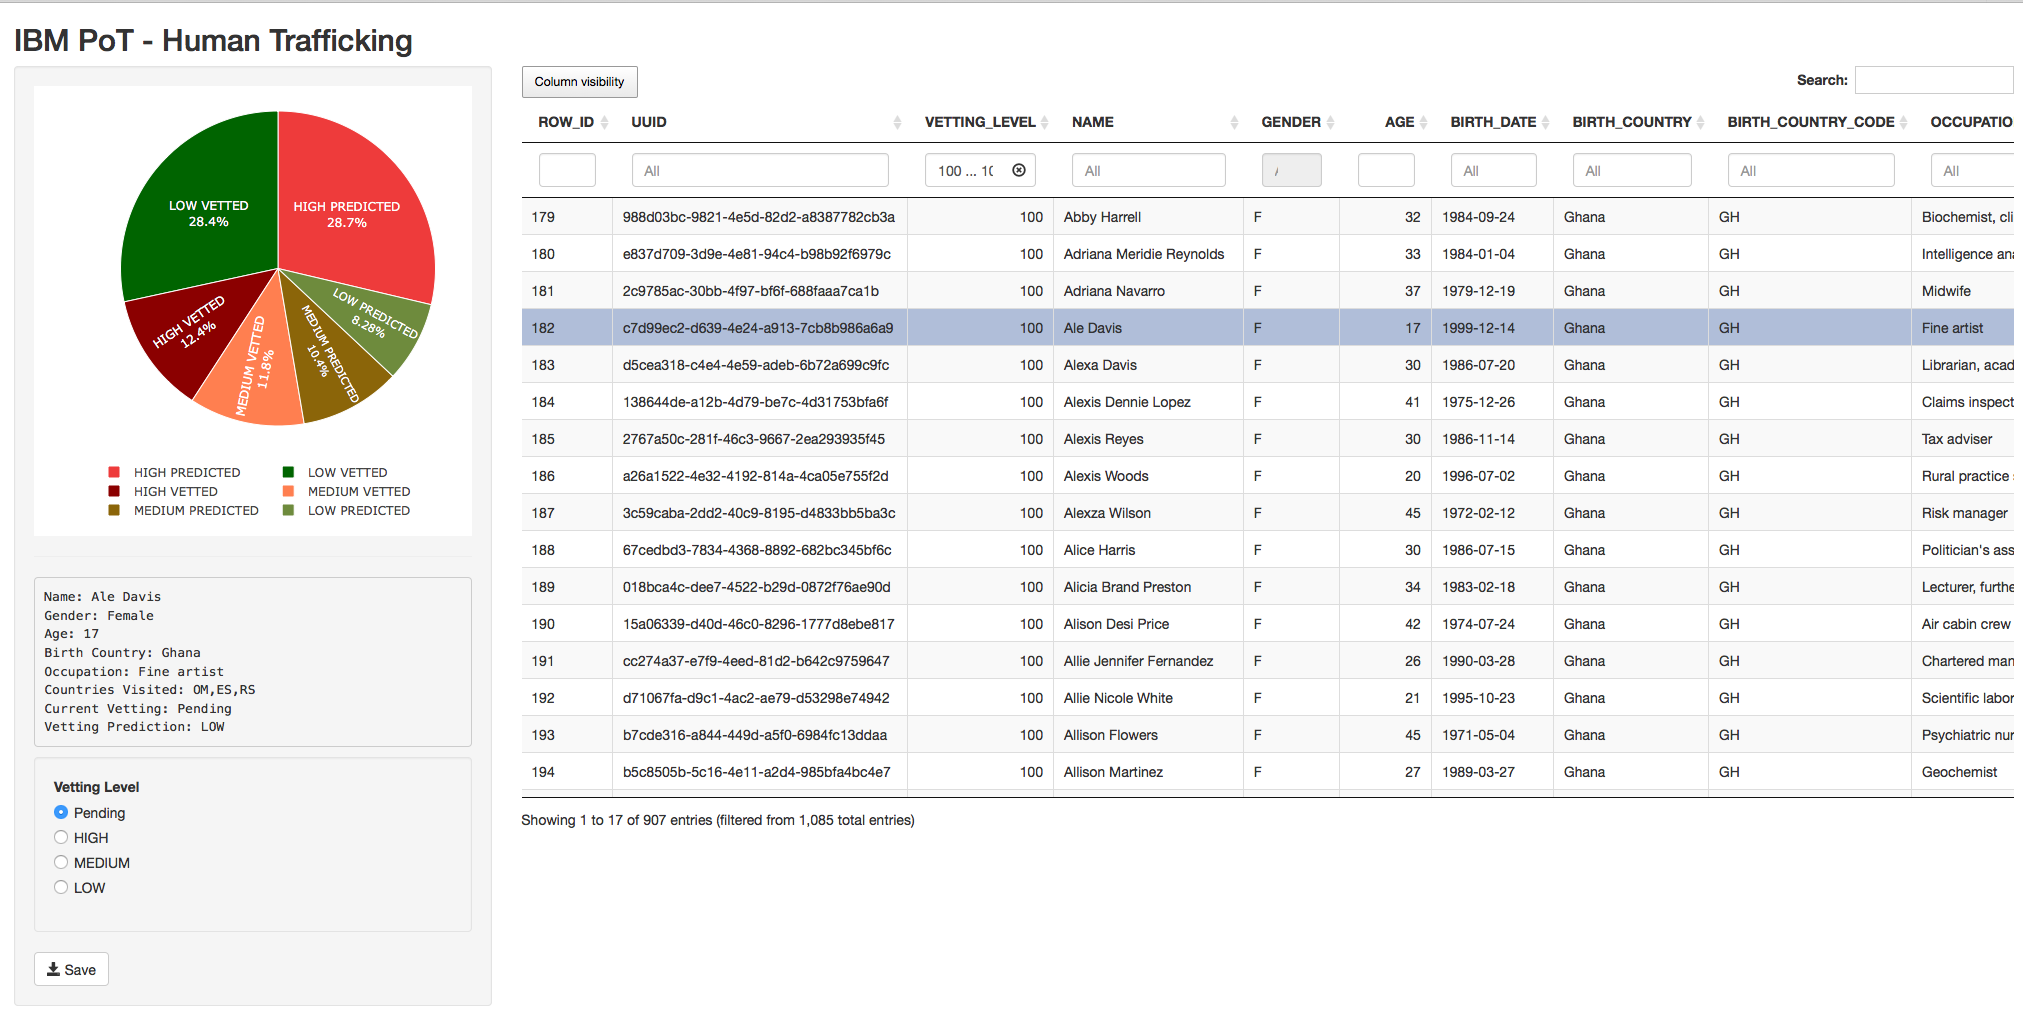 IBM PoT - Human Trafficking
LOW VETTED
28.4%
HIGH PREDICTED
28.7%
LOW PREDICTED
8.28%
HIGH VETTED
12.4%
MEDIUM VETTED
11.8%
MEDIUM PREDICTED
10.4%
HIGH PREDICTED LOW VETTED
HIGH VETTED MEDIUM VETTED
MEDIUM PREDICTED LOW PREDICTED
Name: Ale Davis
Gender: Female
Age: 17
Birth Country: Ghana
Occupation: Fine artist
Countries Visited: OM,ES,RS
Current Vetting: Pending
Vetting Prediction: LOW
Vetting Level
Pending
HIGH
MEDIUM
LOW
Save
Column visibility Search:
ROW_ID UUID VETTING_LEVEL NAME GENDER AGE BIRTH_DATE BIRTH_COUNTRY BIRTH_COUNTRY_CODE OCCUPATIO
All 100 ... 10 All All All All All
179 988d03bc-9821-4e5d-82d2-a8387782cb3a 100 Abby Harrell F 32 1984-09-24 Ghana GH Biochemist, cli
180 e837d709-3d9e-4e81-94c4-b98b92f6979c 100 Adriana Meridie Reynolds F 33 1984-01-04 Ghana GH Intelligence ana
181 2c9785ac-30bb-4f97-bf6f-688faaa7ca1b 100 Adriana Navarro F 37 1979-12-19 Ghana GH Midwife
182 c7d99ec2-d639-4e24-a913-7cb8b986a6a9 100 Ale Davis F 17 1999-12-14 Ghana GH Fine artist
183 d5cea318-c4e4-4e59-adeb-6b72a699c9fc 100 Alexa Davis F 30 1986-07-20 Ghana GH Librarian, acad
184 138644de-a12b-4d79-be7c-4d31753bfa6f 100 Alexis Dennie Lopez F 41 1975-12-26 Ghana GH Claims inspect
185 2767a50c-281f-46c3-9667-2ea293935f45 100 Alexis Reyes F 30 1986-11-14 Ghana GH Tax adviser
186 a26a1522-4e32-4192-814a-4ca05e755f2d 100 Alexis Woods F 20 1996-07-02 Ghana GH Rural practice
187 3c59caba-2dd2-40c9-8195-d4833bb5ba3c 100 Alexza Wilson F 45 1972-02-12 Ghana GH Risk manager
188 67cedbd3-7834-4368-8892-682bc345bf6c 100 Alice Harris F 30 1986-07-15 Ghana GH Politician's ass
189 018bca4c-dee7-4522-b29d-0872f76ae90d 100 Alicia Brand Preston F 34 1983-02-18 Ghana GH Lecturer, furthe
190 15a06339-d40d-46c0-8296-1777d8ebe817 100 Alison Desi Price F 42 1974-07-24 Ghana GH Air cabin crew
191 cc274a37-e7f9-4eed-81d2-b642c9759647 100 Allie Jennifer Fernandez F 26 1990-03-28 Ghana GH Chartered man
192 d71067fa-d9c1-4ac2-ae79-d53298e74942 100 Allie Nicole White F 21 1995-10-23 Ghana GH Scientific labor
193 b7cde316-a844-449d-a5f0-6984fc13ddaa 100 Allison Flowers F 45 1971-05-04 Ghana GH Psychiatric nur
194 b5c8505b-5c16-4e11-a2d4-985bfa4bc4e7 100 Allison Martinez F 27 1989-03-27 Ghana GH Geochemist
Showing 1 to 17 of 907 entries (filtered from 1,085 total entries)